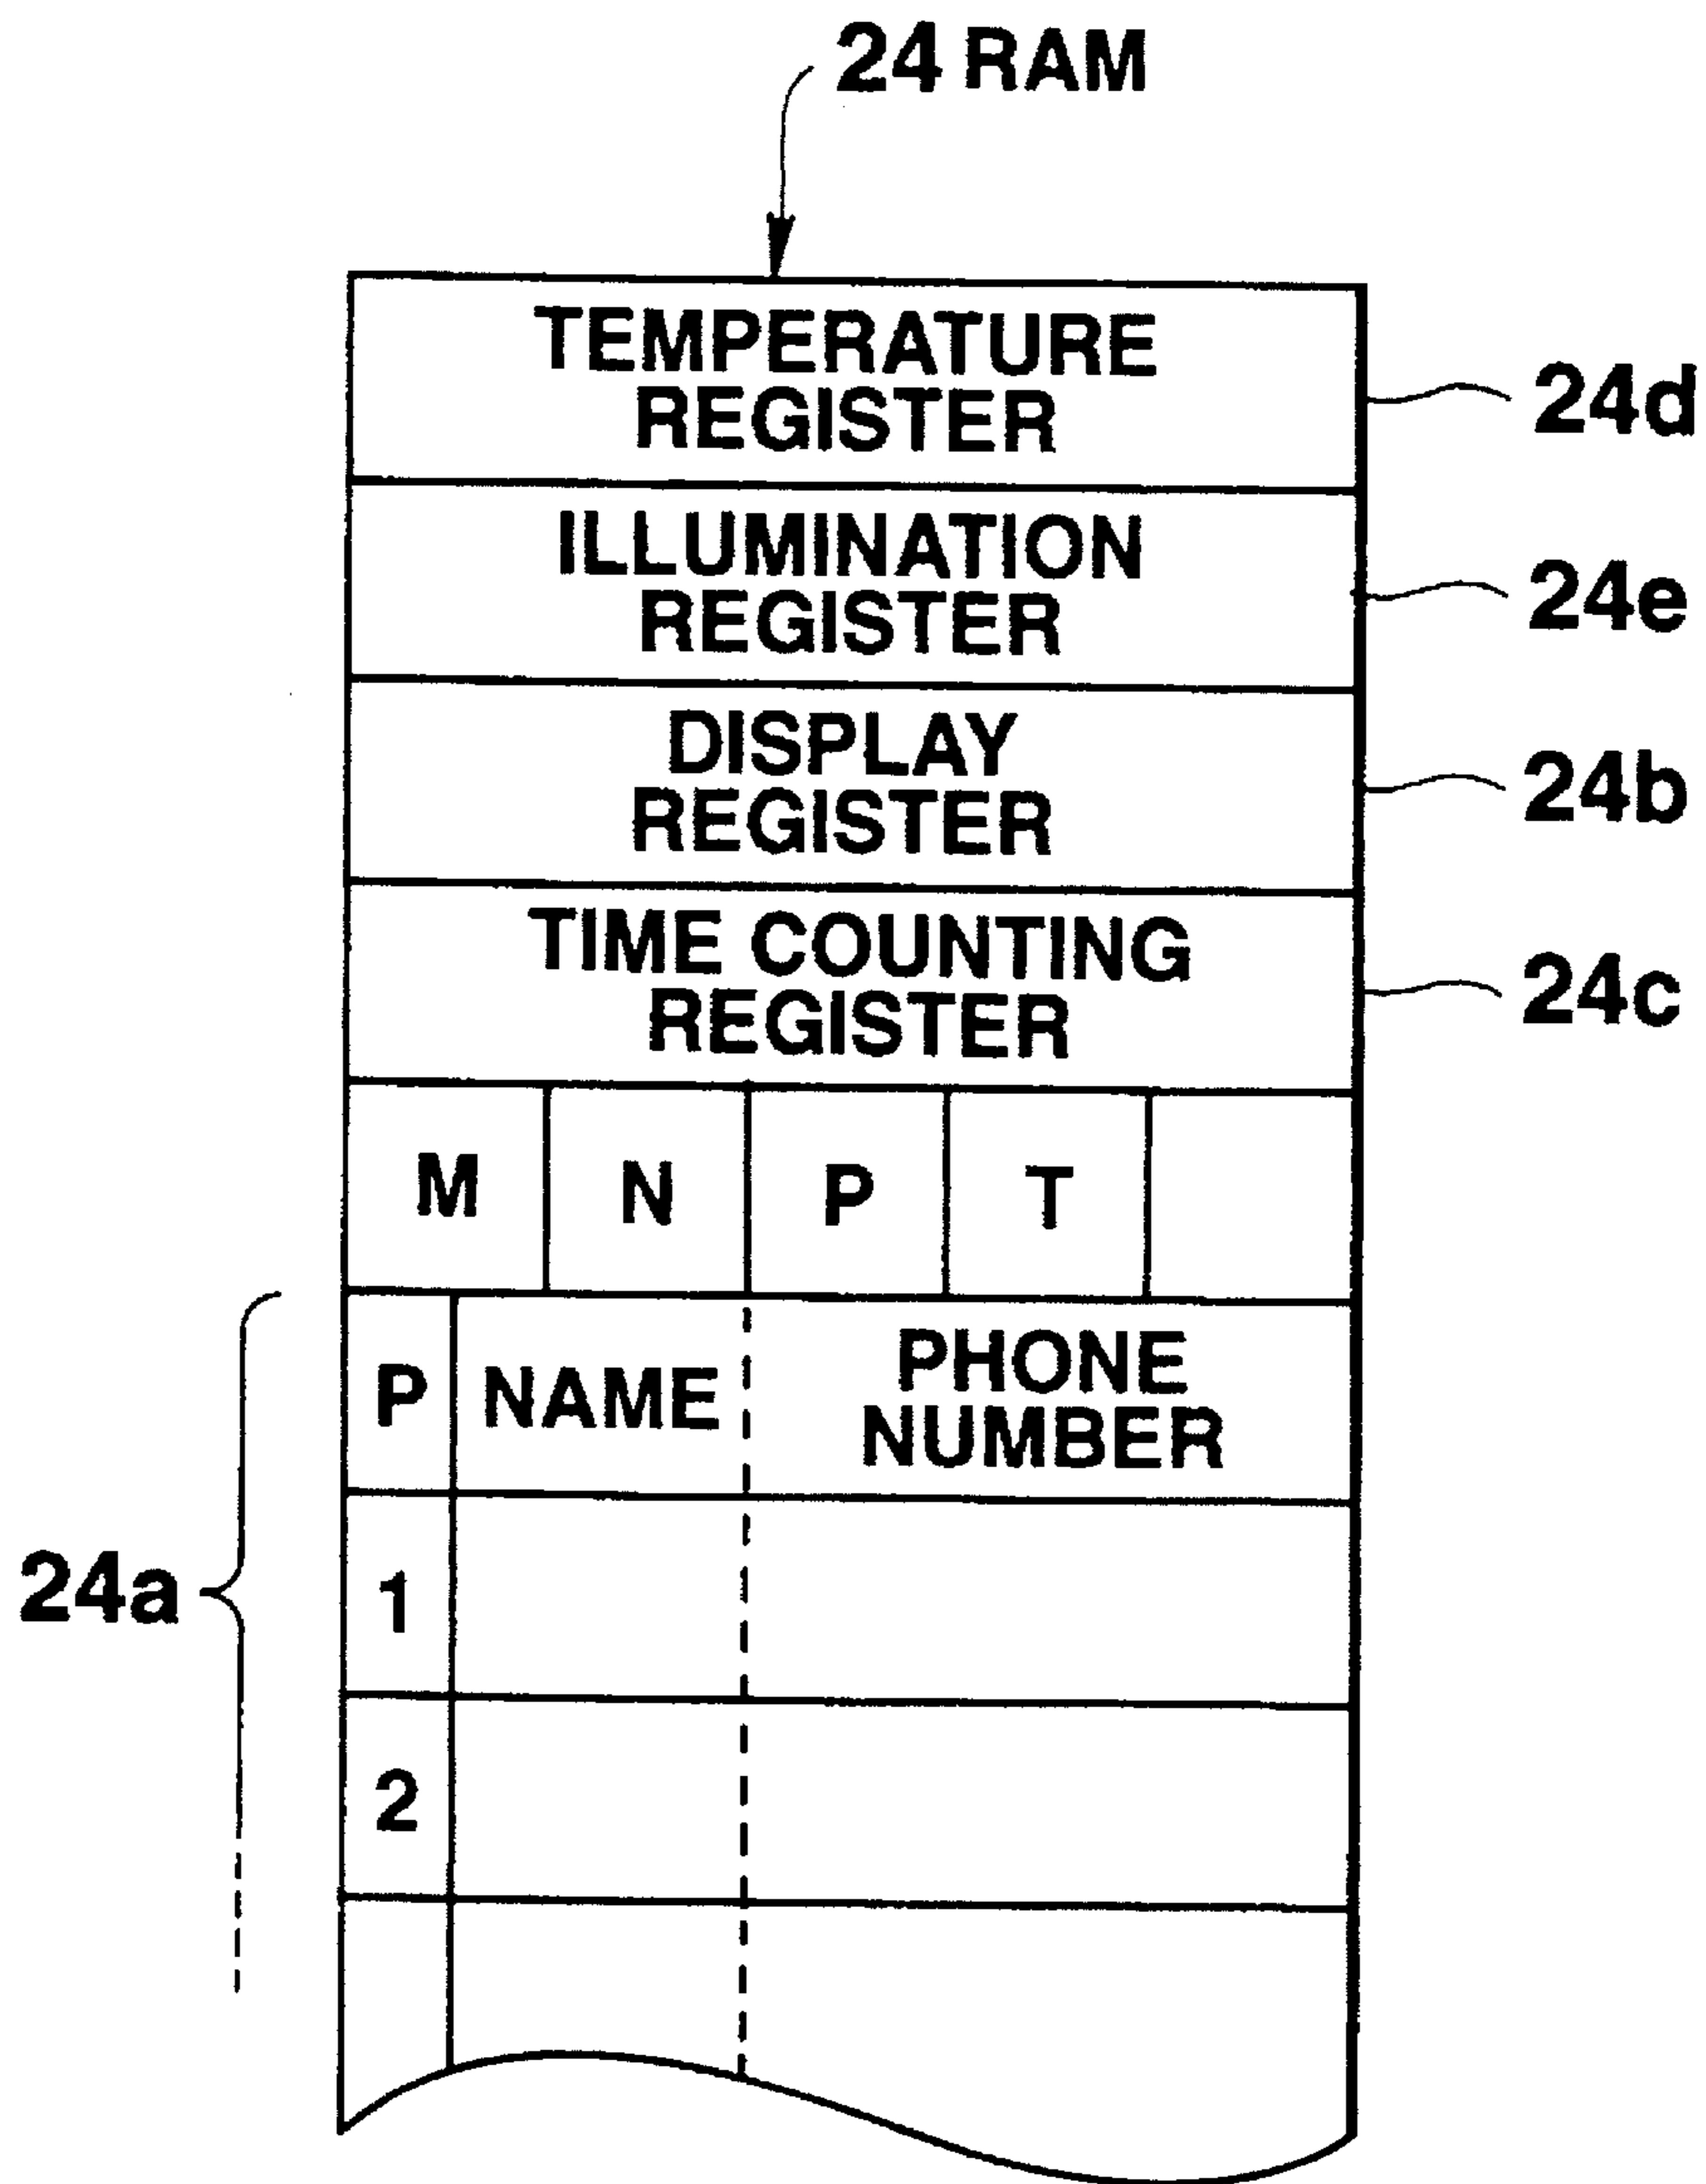 24 RAM
TEMPERATURE
REGISTER
24d
ILLUMINATION
REGISTER
24e
DISPLAY
REGISTER
24b
TIME COUNTING
REGISTER
24c
M N P T
P NAME PHONE
NUMBER
24a
1
2